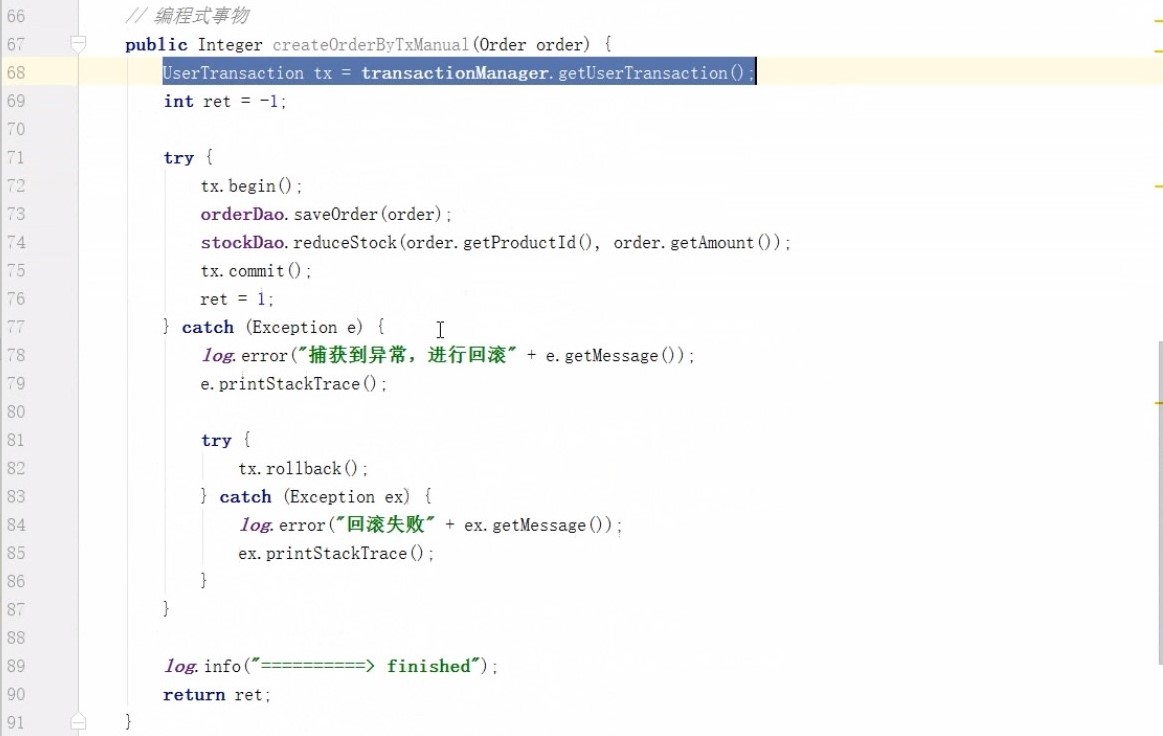 66 // 编程式事物
67 public Integer createOrderByTxManual(Order order) {
68 UserTransaction tx = transactionManager.getUserTransaction();
69 int ret = -1;
70
71 try {
72 tx.begin();
73 orderDao.saveOrder(order);
74 stockDao.reduceStock(order.getProductId(), order.getAmount());
75 tx.commit();
76 ret = 1;
77 } catch (Exception e) {
78 log.error("捕获到异常，进行回滚" + e.getMessage());
79 e.printStackTrace();
80
81 try {
82 tx.rollback();
83 } catch (Exception ex) {
84 log.error("回滚失败" + ex.getMessage());
85 ex.printStackTrace();
86 }
87 }
88
89 log.info("==========> finished");
90 return ret;
91 }